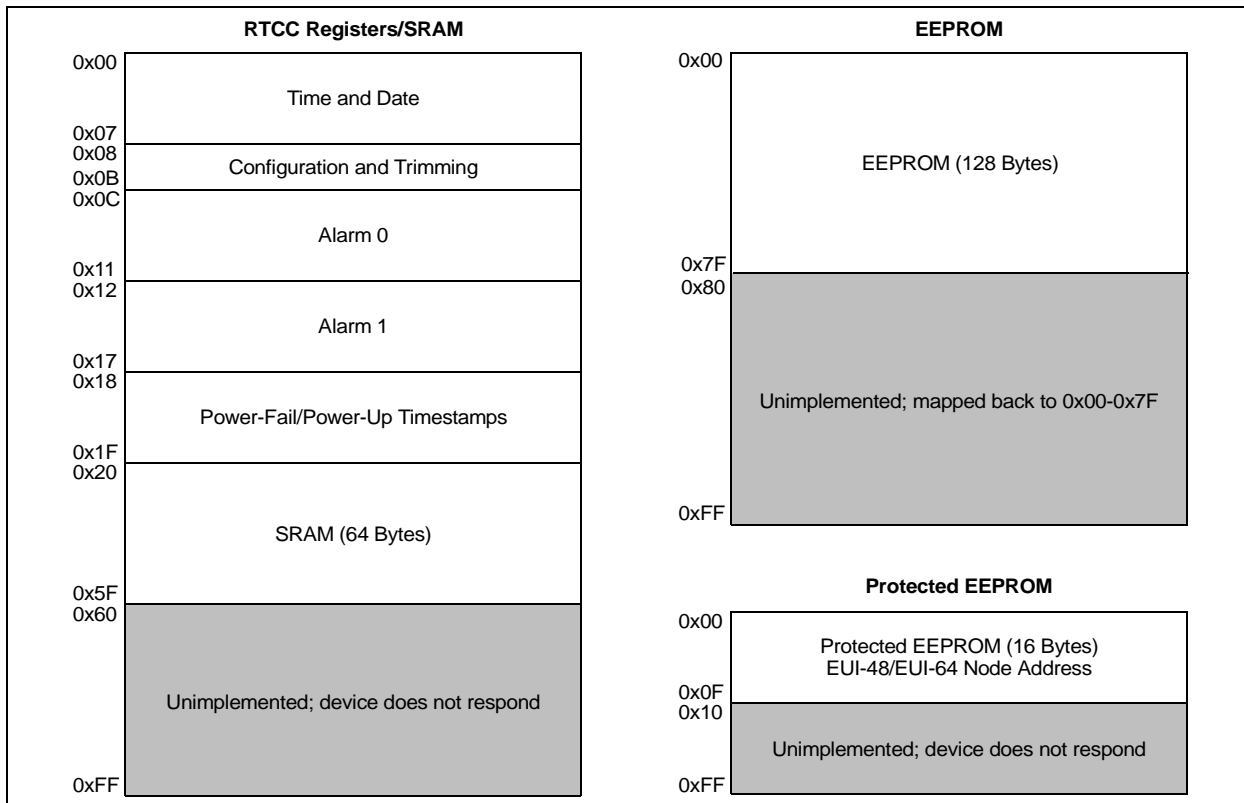 RTCC Registers/SRAM
0x00
Time and Date
0x07
0x08
Configuration and Trimming
0x0B
0x0C
Alarm 0
0x11
0x12
Alarm 1
0x17
0x18
Power-Fail/Power-Up Timestamps
0x1F
0x20
SRAM (64 Bytes)
0x5F
0x60
Unimplemented; device does not respond
0xFF
EEPROM
0x00
EEPROM (128 Bytes)
0x7F
0x80
Unimplemented; mapped back to 0x00-0x7F
0xFF
Protected EEPROM
0x00
Protected EEPROM (16 Bytes)
EUI-48/EUI-64 Node Address
0x0F
0x10
Unimplemented; device does not respond
0xFF